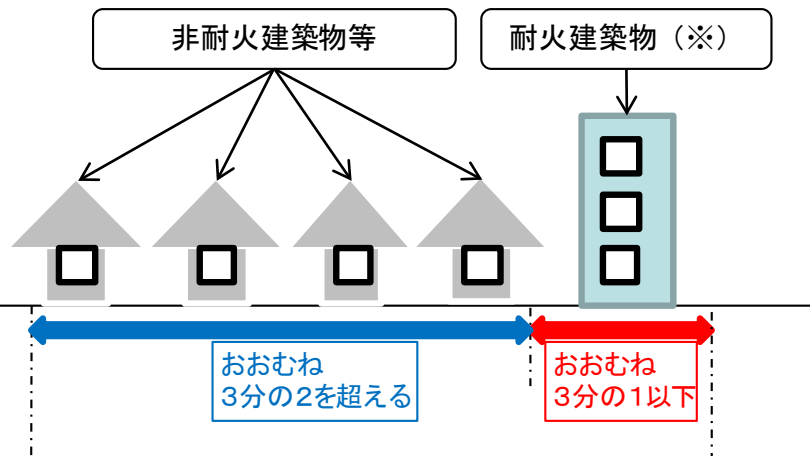 非耐火建築物等
耐火建築物（※）
おおむね
３分の２を超える
おおむね
３分の１以下